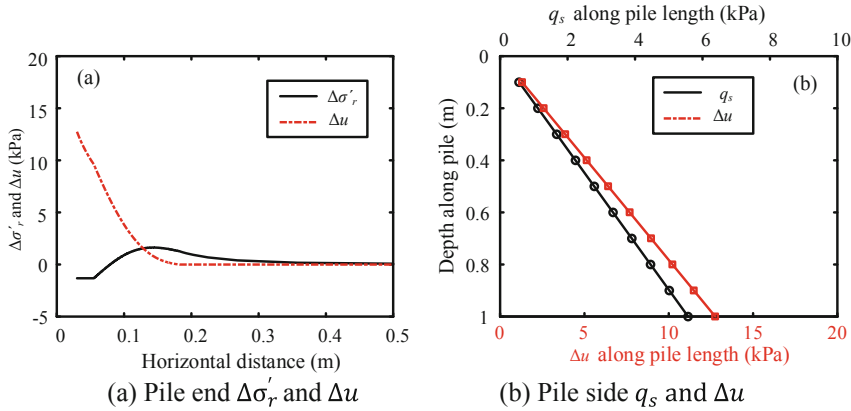 20
15
10
5
0
-5
Δσ′r and Δu (kPa)
(a)
Δσ′r
Δu
0
0.1
0.2
0.3
0.4
0.5
Horizontal distance (m)
(a) Pile end Δσ′r and Δu
qs along pile length (kPa)
0
2
4
6
8
10
0
0.2
0.4
0.6
0.8
1
Depth along pile (m)
(b)
qs
Δu
0
5
10
15
20
Δu along pile length (kPa)
(b) Pile side qs and Δu